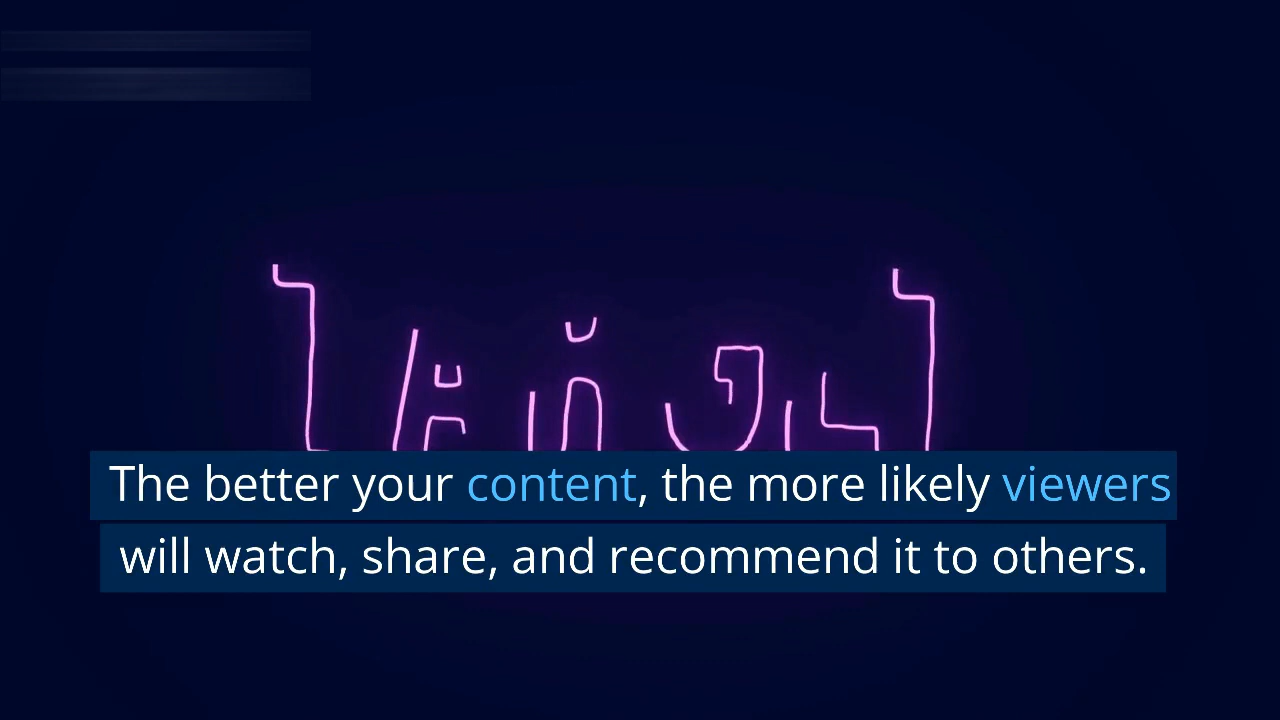 The better your content, the more likely viewers
will watch, share, and recommend it to others.